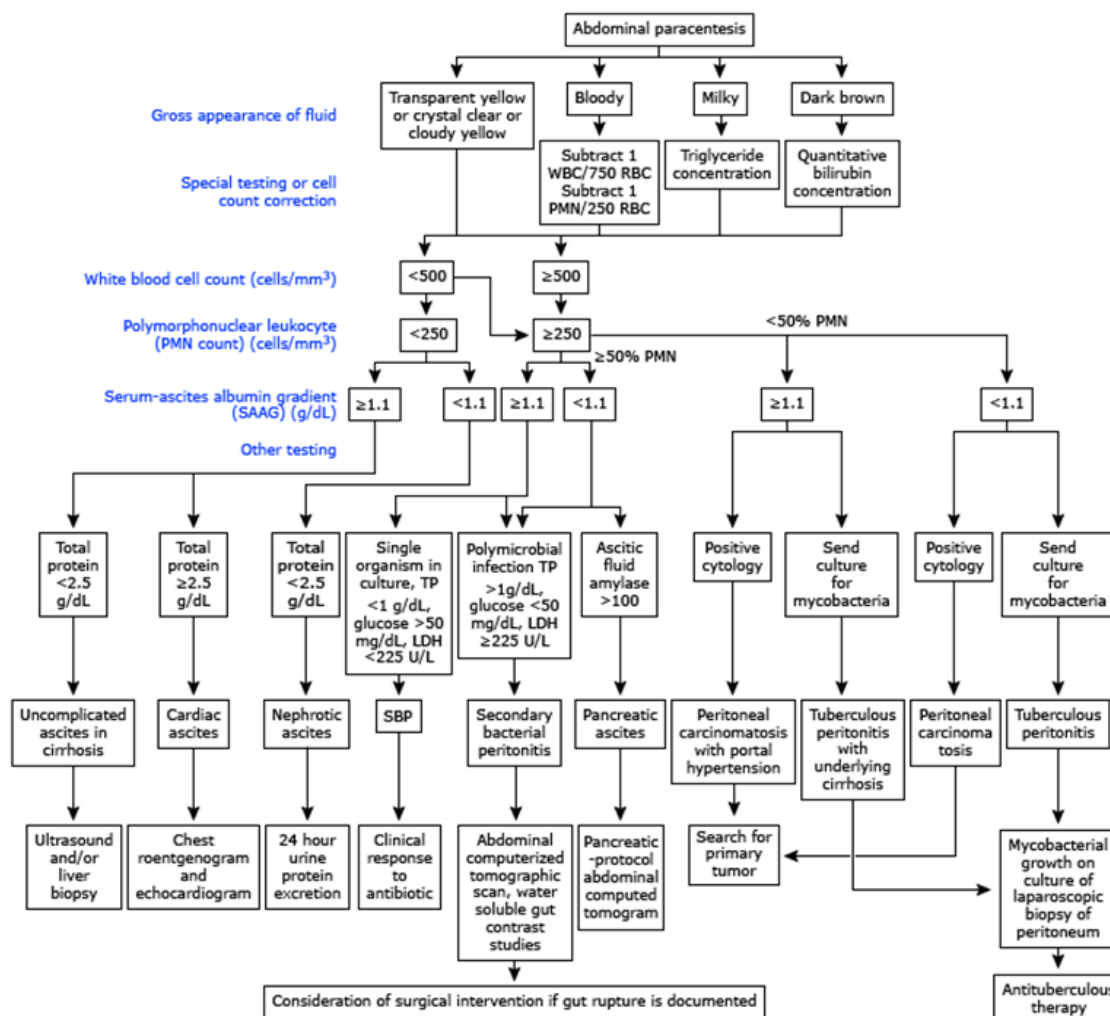 Abdominal paracentesis
Gross appearance of fluid
Transparent yellow
or crystal clear or
cloudy yellow
Bloody
Milky
Dark brown
Special testing or cell
count correction
Subtract 1
WBC/750 RBC
Subtract 1
PMN/250 RBC
Triglyceride
concentration
Quantitative
bilirubin
concentration
White blood cell count (cells/mm³)
<500
≥500
Polymorphonuclear leukocyte
(PMN count) (cells/mm³)
<250
≥250
<50% PMN
≥50% PMN
Serum-ascites albumin gradient
(SAAG) (g/dL)
≥1.1
<1.1
≥1.1
<1.1
≥1.1
<1.1
Other testing
Total
protein
<2.5
g/dL
Total
protein
≥2.5
g/dL
Total
protein
<2.5
g/dL
Single
organism in
culture, TP
<1 g/dL,
glucose >50
mg/dL, LDH
<225 U/L
Polymicrobial
infection TP
>1g/dL,
glucose <50
mg/dL, LDH
≥225 U/L
Ascitic
fluid
amylase
>100
Positive
cytology
Send
culture
for
mycobacteria
Positive
cytology
Send
culture
for
mycobacteria
Uncomplicated
ascites in
cirrhosis
Cardiac
ascites
Nephrotic
ascites
SBP
Secondary
bacterial
peritonitis
Pancreatic
ascites
Peritoneal
carcinomatosis
with portal
hypertension
Tuberculous
peritonitis
with
underlying
cirrhosis
Peritoneal
carcinoma
tosis
Tuberculous
peritonitis
Ultrasound
and/or
liver
biopsy
Chest
roentgenogram
and
echocardiogram
24 hour
urine
protein
excretion
Clinical
response
to
antibiotic
Abdominal
computerized
tomographic
scan, water
soluble gut
contrast
studies
Pancreatic
-protocol
abdominal
computed
tomogram
Search for
primary
tumor
Mycobacterial
growth on
culture of
laparoscopic
biopsy of
peritoneum
Consideration of surgical intervention if gut rupture is documented
Antituberculous
therapy